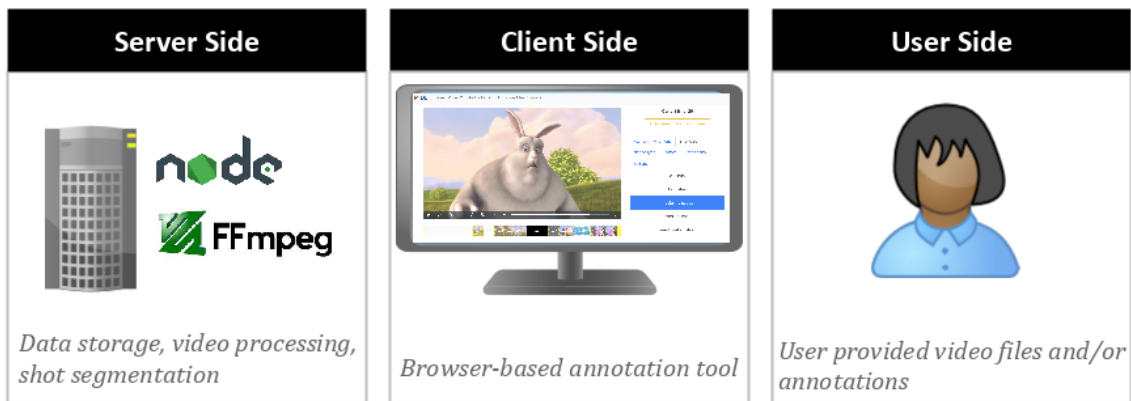 Server Side
node
FFmpeg
Data storage, video processing,
shot segmentation
Client Side
Browser-based annotation tool
User Side
User provided video files and/or
annotations